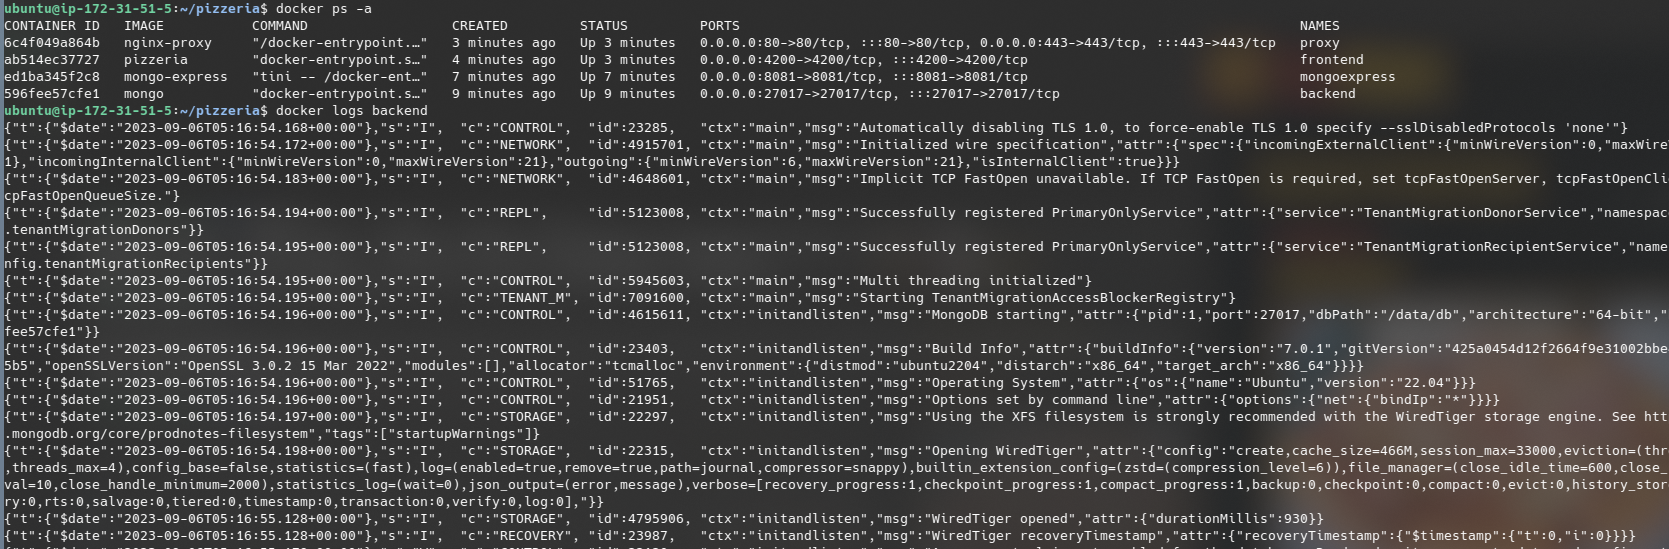 ubuntu@ip-172-31-51-5:~/pizzeria$ docker ps -a
CONTAINER ID   IMAGE           COMMAND                  CREATED         STATUS         PORTS                                                                      NAMES
6c4f049a864b   nginx-proxy     "/docker-entrypoint.…"   3 minutes ago   Up 3 minutes   0.0.0.0:80->80/tcp, :::80->80/tcp, 0.0.0.0:443->443/tcp, :::443->443/tcp   proxy
ab514ec37727   pizzeria        "docker-entrypoint.s…"   4 minutes ago   Up 3 minutes   0.0.0.0:4200->4200/tcp, :::4200->4200/tcp                                  frontend
ed1ba345f2c8   mongo-express   "tini -- /docker-ent…"   7 minutes ago   Up 7 minutes   0.0.0.0:8081->8081/tcp, :::8081->8081/tcp                                  mongoexpress
596fee57cfe1   mongo           "docker-entrypoint.s…"   9 minutes ago   Up 9 minutes   0.0.0.0:27017->27017/tcp, :::27017->27017/tcp                              backend
ubuntu@ip-172-31-51-5:~/pizzeria$ docker logs backend
{"t":{"$date":"2023-09-06T05:16:54.168+00:00"},"s":"I",  "c":"CONTROL",  "id":23285,   "ctx":"main","msg":"Automatically disabling TLS 1.0, to force-enable TLS 1.0 specify --sslDisabledProtocols 'none'"}
{"t":{"$date":"2023-09-06T05:16:54.172+00:00"},"s":"I",  "c":"NETWORK",  "id":4915701, "ctx":"main","msg":"Initialized wire specification","attr":{"spec":{"incomingExternalClient":{"minWireVersion":0,"maxWire
1},"incomingInternalClient":{"minWireVersion":0,"maxWireVersion":21},"outgoing":{"minWireVersion":6,"maxWireVersion":21},"isInternalClient":true}}}
{"t":{"$date":"2023-09-06T05:16:54.183+00:00"},"s":"I",  "c":"NETWORK",  "id":4648601, "ctx":"main","msg":"Implicit TCP FastOpen unavailable. If TCP FastOpen is required, set tcpFastOpenServer, tcpFastOpenCli
cpFastOpenQueueSize."}
{"t":{"$date":"2023-09-06T05:16:54.194+00:00"},"s":"I",  "c":"REPL",     "id":5123008, "ctx":"main","msg":"Successfully registered PrimaryOnlyService","attr":{"service":"TenantMigrationDonorService","namespac
.tenantMigrationDonors"}}
{"t":{"$date":"2023-09-06T05:16:54.195+00:00"},"s":"I",  "c":"REPL",     "id":5123008, "ctx":"main","msg":"Successfully registered PrimaryOnlyService","attr":{"service":"TenantMigrationRecipientService","name
nfig.tenantMigrationRecipients"}}
{"t":{"$date":"2023-09-06T05:16:54.195+00:00"},"s":"I",  "c":"CONTROL",  "id":5945603, "ctx":"main","msg":"Multi threading initialized"}
{"t":{"$date":"2023-09-06T05:16:54.195+00:00"},"s":"I",  "c":"TENANT_M", "id":7091600, "ctx":"main","msg":"Starting TenantMigrationAccessBlockerRegistry"}
{"t":{"$date":"2023-09-06T05:16:54.196+00:00"},"s":"I",  "c":"CONTROL",  "id":4615611, "ctx":"initandlisten","msg":"MongoDB starting","attr":{"pid":1,"port":27017,"dbPath":"/data/db","architecture":"64-bit","
fee57cfe1"}}
{"t":{"$date":"2023-09-06T05:16:54.196+00:00"},"s":"I",  "c":"CONTROL",  "id":23403,   "ctx":"initandlisten","msg":"Build Info","attr":{"buildInfo":{"version":"7.0.1","gitVersion":"425a0454d12f2664f9e31002bbe
5b5","openSSLVersion":"OpenSSL 3.0.2 15 Mar 2022","modules":[],"allocator":"tcmalloc","environment":{"distmod":"ubuntu2204","distarch":"x86_64","target_arch":"x86_64"}}}}
{"t":{"$date":"2023-09-06T05:16:54.196+00:00"},"s":"I",  "c":"CONTROL",  "id":51765,   "ctx":"initandlisten","msg":"Operating System","attr":{"os":{"name":"Ubuntu","version":"22.04"}}}
{"t":{"$date":"2023-09-06T05:16:54.196+00:00"},"s":"I",  "c":"CONTROL",  "id":21951,   "ctx":"initandlisten","msg":"Options set by command line","attr":{"options":{"net":{"bindIp":"*"}}}}
{"t":{"$date":"2023-09-06T05:16:54.197+00:00"},"s":"I",  "c":"STORAGE",  "id":22297,   "ctx":"initandlisten","msg":"Using the XFS filesystem is strongly recommended with the WiredTiger storage engine. See htt
.mongodb.org/core/prodnotes-filesystem","tags":["startupWarnings"]}
{"t":{"$date":"2023-09-06T05:16:54.198+00:00"},"s":"I",  "c":"STORAGE",  "id":22315,   "ctx":"initandlisten","msg":"Opening WiredTiger","attr":{"config":"create,cache_size=466M,session_max=33000,eviction=(thr
,threads_max=4),config_base=false,statistics=(fast),log=(enabled=true,remove=true,path=journal,compressor=snappy),builtin_extension_config=(zstd=(compression_level=6)),file_manager=(close_idle_time=600,close_
val=10,close_handle_minimum=2000),statistics_log=(wait=0),json_output=(error,message),verbose=[recovery_progress:1,checkpoint_progress:1,compact_progress:1,backup:0,checkpoint:0,compact:0,evict:0,history_stor
ry:0,rts:0,salvage:0,tiered:0,timestamp:0,transaction:0,verify:0,log:0],"}}
{"t":{"$date":"2023-09-06T05:16:55.128+00:00"},"s":"I",  "c":"STORAGE",  "id":4795906, "ctx":"initandlisten","msg":"WiredTiger opened","attr":{"durationMillis":930}}
{"t":{"$date":"2023-09-06T05:16:55.128+00:00"},"s":"I",  "c":"RECOVERY", "id":23987,   "ctx":"initandlisten","msg":"WiredTiger recoveryTimestamp","attr":{"recoveryTimestamp":{"$timestamp":{"t":0,"i":0}}}}